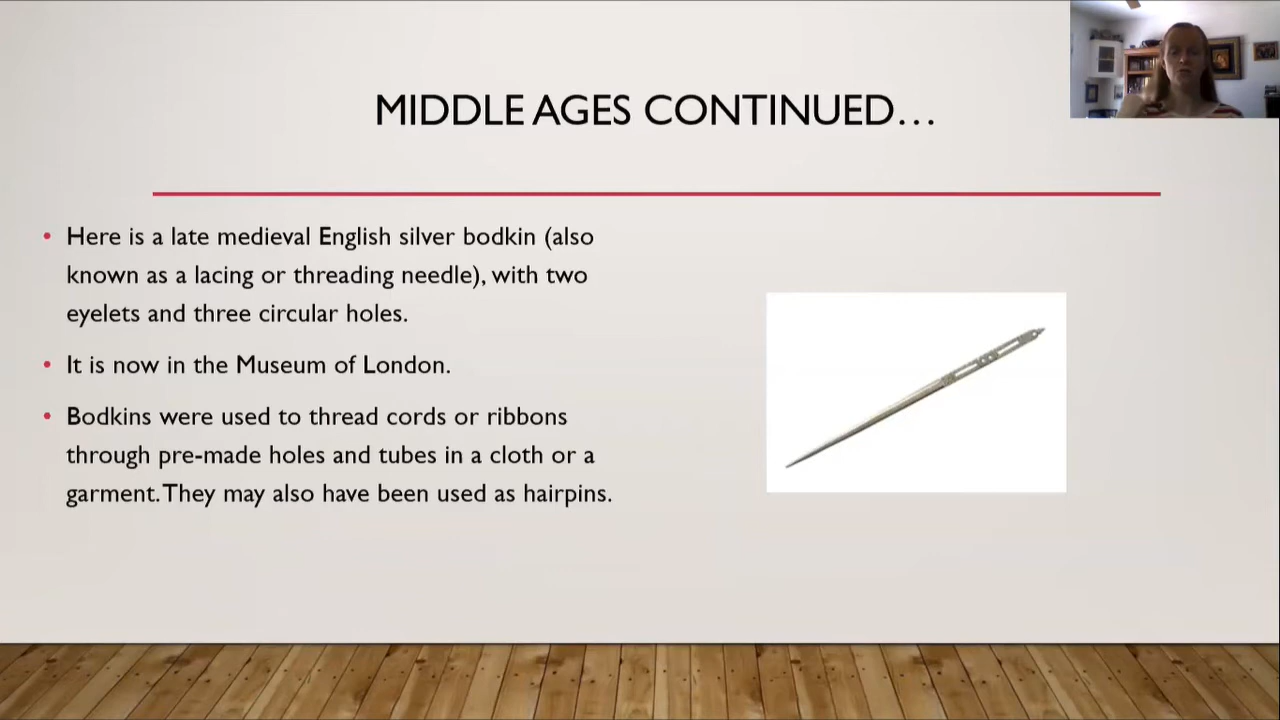 MIDDLE AGES CONTINUED...
• Here is a late medieval English silver bodkin (also
known as a lacing or threading needle), with two
eyelets and three circular holes.
• It is now in the Museum of London.
• Bodkins were used to thread cords or ribbons
through pre-made holes and tubes in a cloth or a
garment. They may also have been used as hairpins.